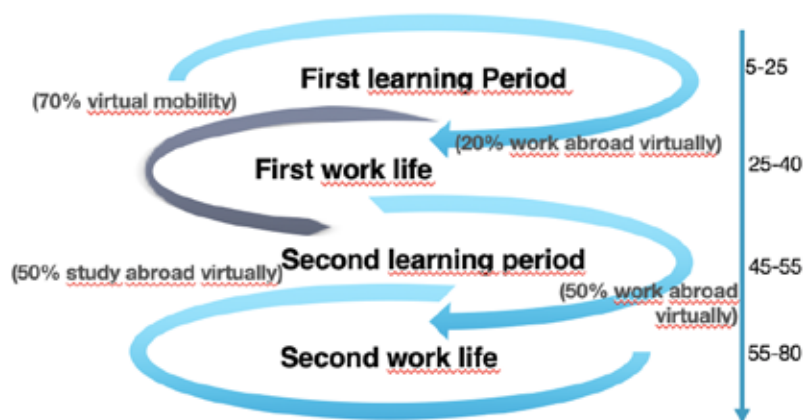 First learning Period
5-25
(70% virtual mobility)
(20% work abroad virtually)
First work life
25-40
(50% study abroad virtually)
Second learning period
45-55
(50% work abroad
virtually)
Second work life
55-80